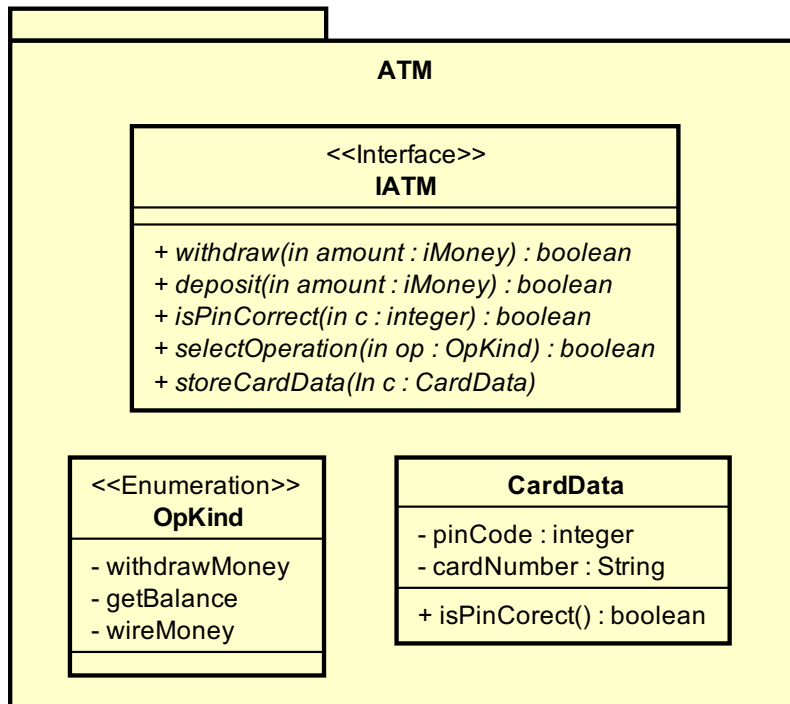 ATM
<<Interface>>
IATM
+ withdraw(in amount : iMoney) : boolean
+ deposit(in amount : iMoney) : boolean
+ isPinCorrect(in c : integer) : boolean
+ selectOperation(in op : OpKind) : boolean
+ storeCardData(In c : CardData)
<<Enumeration>>
OpKind
- withdrawMoney
- getBalance
- wireMoney
CardData
- pinCode : integer
- cardNumber : String
+ isPinCorect() : boolean